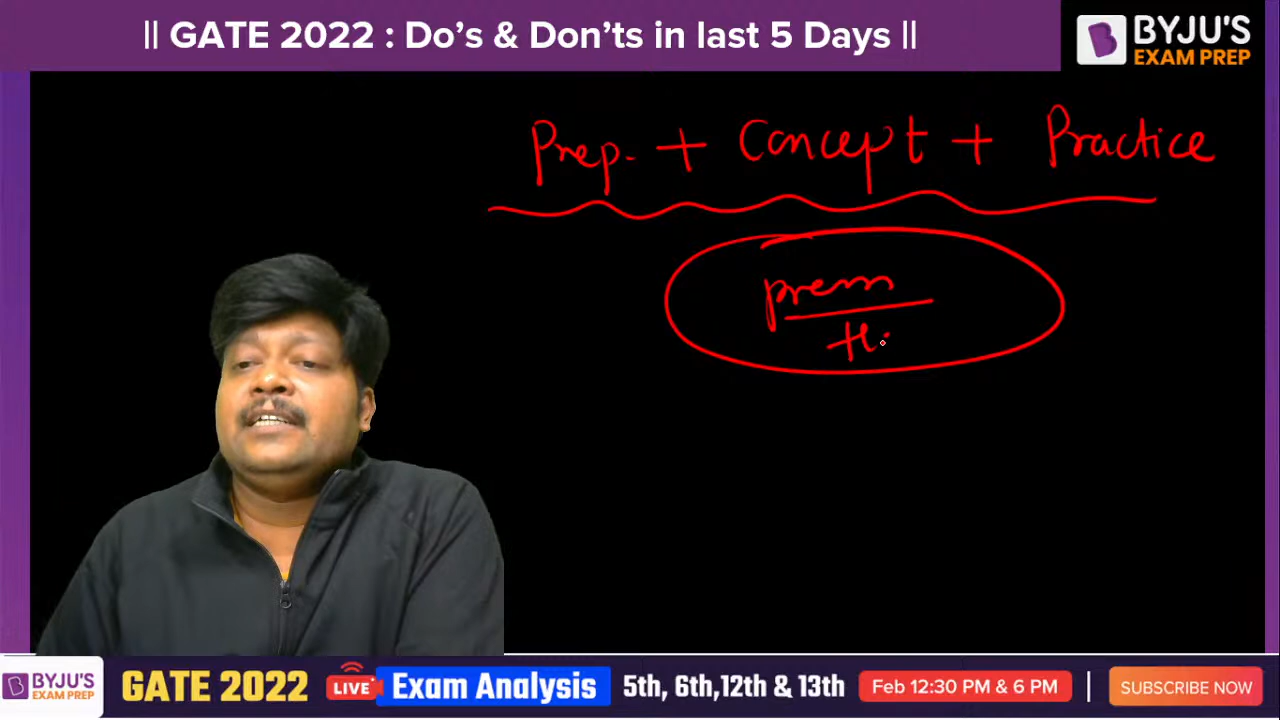 || GATE 2022 : Do's & Don'ts in last 5 Days ||
BYJU'S
EXAM PREP
Prep. + Concept + Practice
BYJU'S
EXAM PREP
GATE 2022
LIVE
Exam Analysis
5th, 6th,12th & 13th
Feb 12:30 PM & 6 PM
SUBSCRIBE NOW